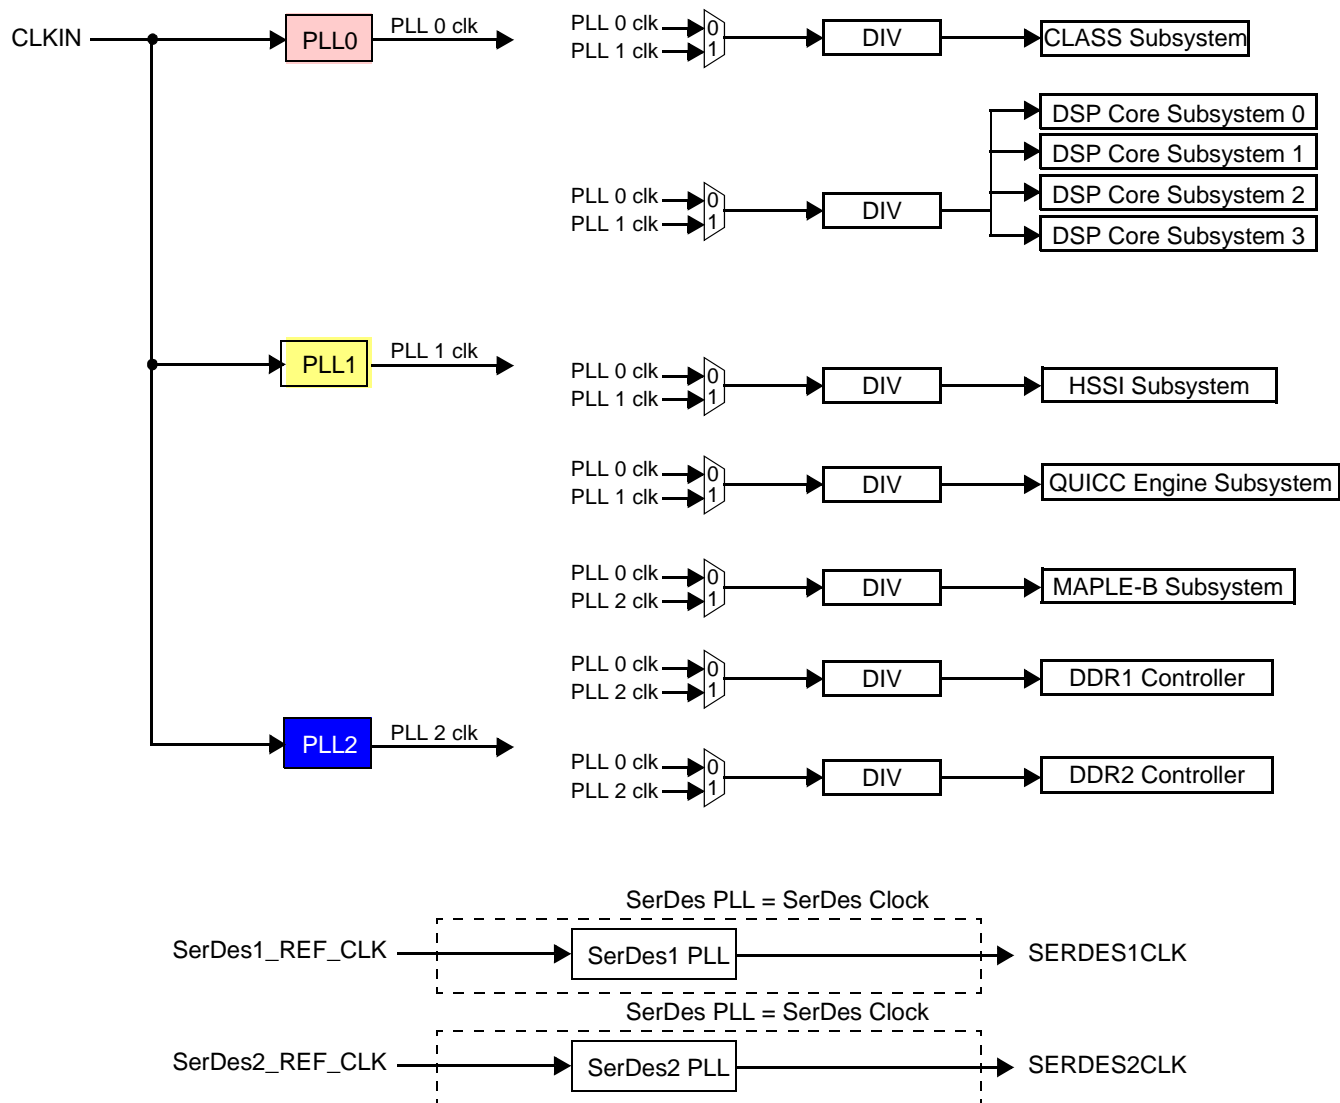 CLKIN
PLL0
PLL 0 clk
PLL 0 clk
PLL 1 clk
0
1
DIV
CLASS Subsystem
DSP Core Subsystem 0
DSP Core Subsystem 1
DSP Core Subsystem 2
DSP Core Subsystem 3
PLL 0 clk
PLL 1 clk
0
1
DIV
PLL1
PLL 1 clk
PLL 0 clk
PLL 1 clk
0
1
DIV
HSSI Subsystem
PLL 0 clk
PLL 1 clk
0
1
DIV
QUICC Engine Subsystem
PLL 0 clk
PLL 2 clk
0
1
DIV
MAPLE-B Subsystem
PLL 0 clk
PLL 2 clk
0
1
DIV
DDR1 Controller
PLL2
PLL 2 clk
PLL 0 clk
PLL 2 clk
0
1
DIV
DDR2 Controller
SerDes PLL = SerDes Clock
SerDes1_REF_CLK
SerDes1 PLL
SERDES1CLK
SerDes PLL = SerDes Clock
SerDes2_REF_CLK
SerDes2 PLL
SERDES2CLK